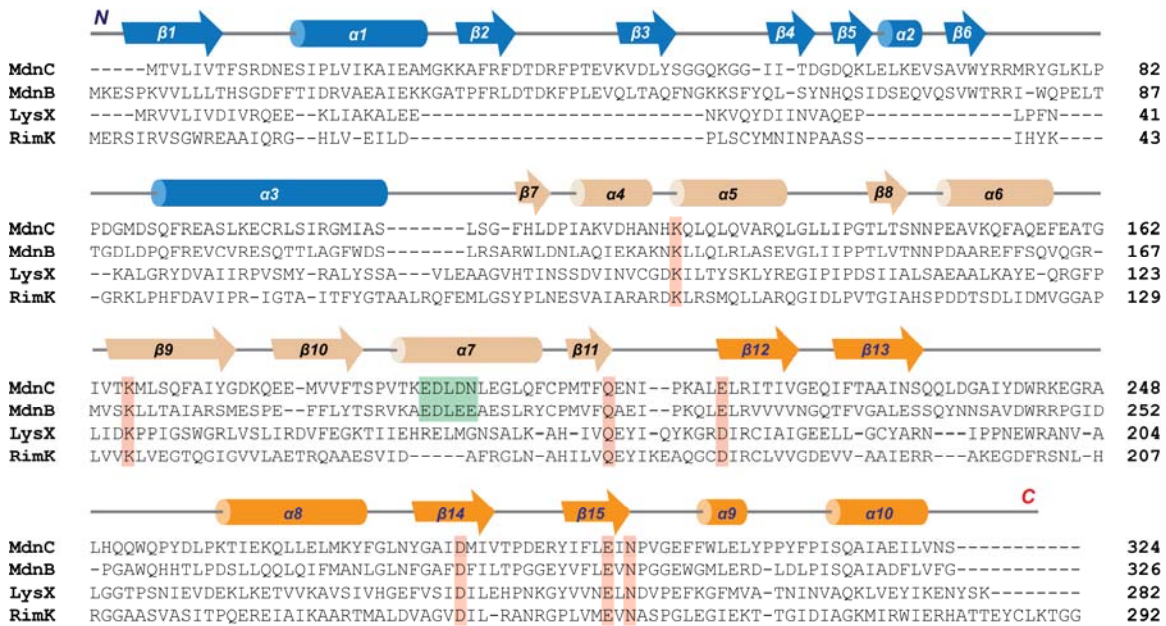 N β1 α1 β2 β3 β4 β5 α2 β6
MdnC -----MTVLIVTFSRDNESIPLVIKAIEAMGKKAFRFDTDRFPTEVKVDLYSGGQKGG-II-TDGDQKLELKEVSAVWYRRMRYGLKLP 82
MdnB MKESPKVVLLLTHSGDFFTIDRVAEAIEKKGATPFRLDTDKFPLEVQLTAQFNGKKSFYQL-SYNHQSIDSEQVQSVWTRRI-WQPELT 87
LysX ----MRVVLIVDIVRQEE--KLIAKALEE--------------NKVQYDIINVAQEP-------------LPFN----- 41
RimK MERSIRVSGWREAAIQRG--HLV-EILD---------------PLSCYMNINPAASS-------------IHYK----- 43
α3 β7 α4 α5 β8 α6
MdnC PDGMDSQFREASLKECRLSIRGMIAS-------LSG-FHLDPIAKVDHANHKQLQLQVARQLGLLIPGTLTSNNPEAVKQFAQEFEATG 162
MdnB TGDLDPQFREVCVRESQTTLAGFWDS-------LSRARWLDNLAQIEKAKNKLLQLRLASEVGLIIPPTLVTNNPDAAREFFSQVQGR- 167
LysX --KALGRYDVAIIRPVSMY-RALYSSA--VLEAAGVHTINSSDVINVCGDKILTYSKLYREGIPIPDSIIALSAEAALKAYE-QRGFP 123
RimK -GRKLPHFDAVIPR-IGTA-ITFYGTAALRQFEMLGSYPLNESVAIARARDKLRSMQLLARQGIDLPVTGIAHSPDDTSDLIDMVGGAP 129
β9 β10 α7 β11 β12 β13
MdnC IVTKMLSQFAIYGDKQEE-MVVFTSPVTKEDLDNLEGLQFCPMTFQENI--PKALELRITIVGEQIFTAAINSQQLDGAIYDWRKEGRA 248
MdnB MVSKLLTAIARSMESPE--FFLYTSRVKAEDLEEAESLRYCPMVFQAEI--PKQLELRVVVVNGQTFVGALESSQYNNSAVDWRRPGID 252
LysX LIDKPPIGSWGRLVSLIRDVFEGKTIIEHRELMGNSALK-AH-IVQEYI-QYKGRDIRCIAIGEELL-GCYARN---IPPNEWRANV-A 204
RimK LVVKLVEGTQGIGVVLAETRQAAESVID-----AFRGLN-AHILVQEYIKEAQGCDIRCLVVGDEVV-AAIERR---AKEGDFRSNL-H 207
α8 β14 β15 α9 α10 C
MdnC LHQQWQPYDLPKTIEKQLLELMKYFGLNYGAIDMIVTPDERYIFLEINPVGEFFWLELYPPYFPISQAIAEILVNS----------- 324
MdnB -PGAWQHHTLPDSLLQQLQIFMANLGLNFGAFDFILTPGGEYVFLEVNPGGEWGMLERD-LDLPISQAIADFLVFG----------- 326
LysX LGGTPSNIEVDEKLKETVVKAVSIVHGEFVSIDILEHPNKGYVVNELNDVPEFKGFMVA-TNINVAQKLVEYIKENYSK-------- 282
RimK RGGAASVASITPQEREIAIKAARTMALDVAGVDILR-ANRGPLVMEVNASPGLEGIEKT-TGIDIAGKMIRWIERHATTEYCLKTGG 292